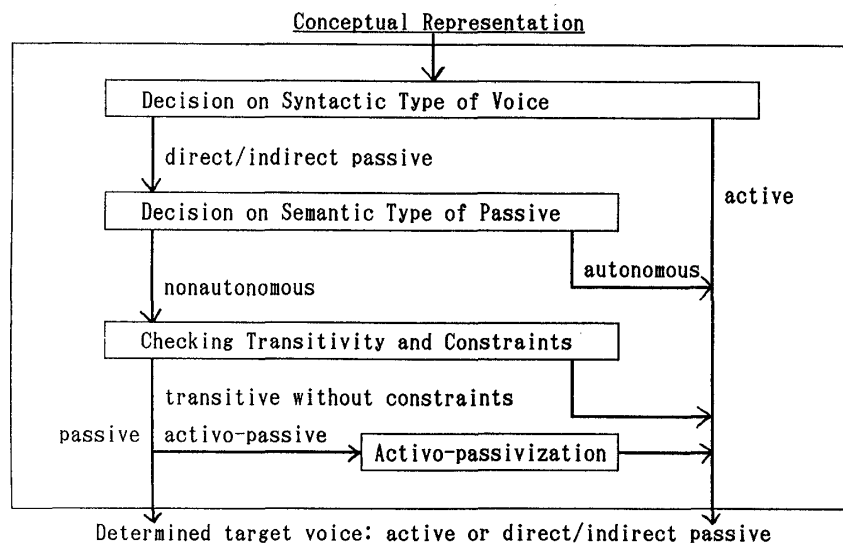 Conceptual Representation
Decision on Syntactic Type of Voice
direct/indirect passive
active
Decision on Semantic Type of Passive
autonomous
nonautonomous
Checking Transitivity and Constraints
transitive without constraints
passive
activo-passive
Activo-passivization
Determined target voice: active or direct/indirect passive